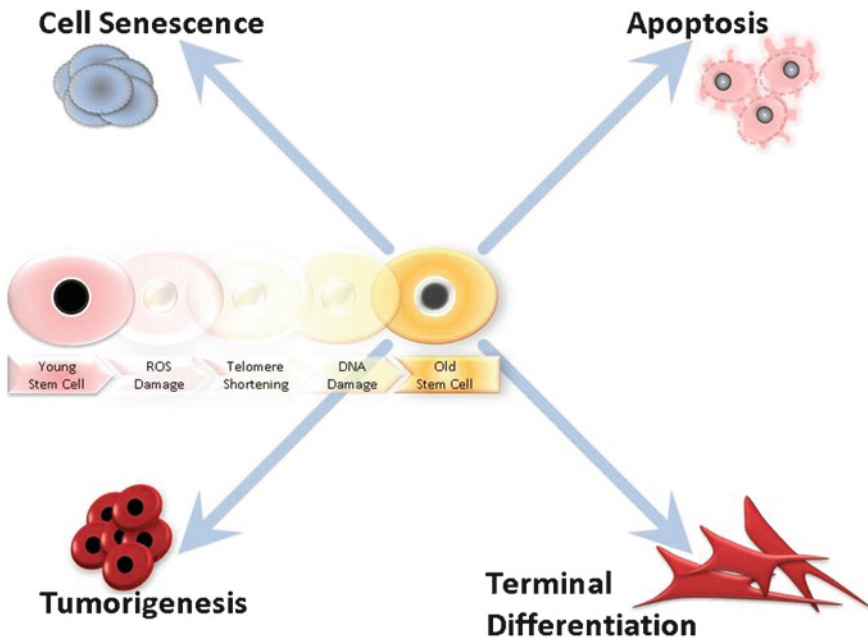 Cell Senescence
Apoptosis
Young
Stem Cell
ROS
Damage
Telomere
Shortening
DNA
Damage
Old
Stem Cell
Tumorigenesis
Terminal
Differentiation